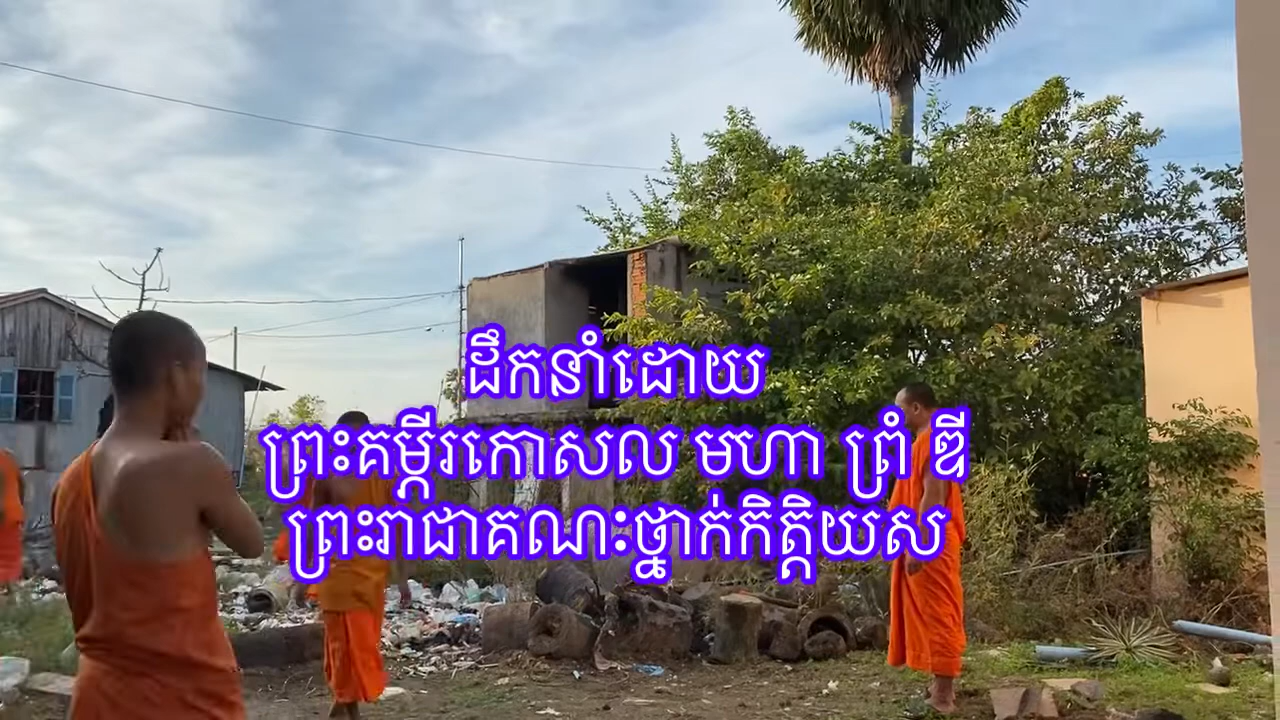 ដឹកនាំដោយ
ព្រះគម្ភីរកោសល មហា ព្រំ ឌី
ព្រះរាជាគណៈថ្នាក់កិត្តិយស